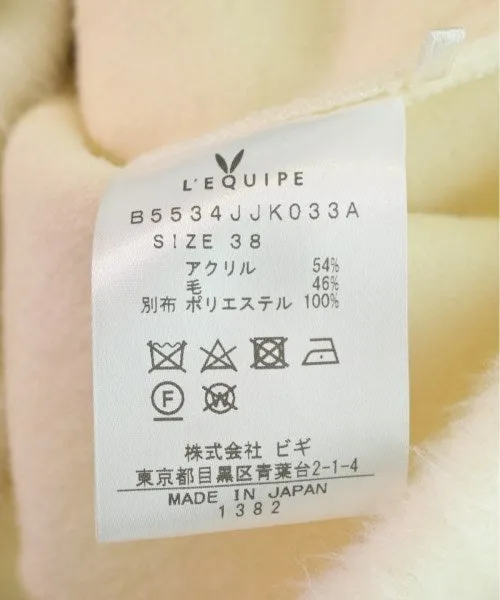 L'EQUIPE
B5534JJK033A
SIZE 38
アクリル 54%
毛 46%
別布 ポリエステル 100%
F W
株式会社 ビギ
東京都目黒区青葉台2-1-4
MADE IN JAPAN
1382